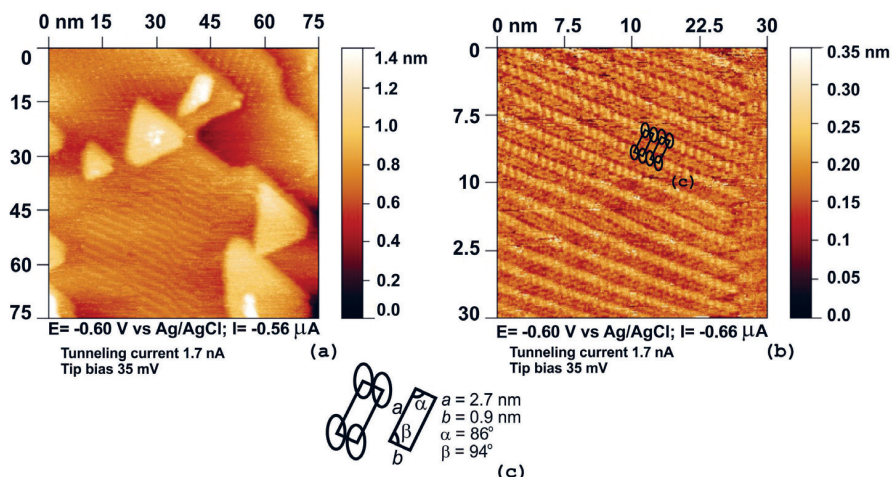 0 nm 15 30 45 60 75
0
15
30
45
60
75
1.4 nm
1.2
1.0
0.8
0.6
0.4
0.2
0.0
E= -0.60 V vs Ag/AgCl; I= -0.56 µA
(a)
Tunneling current 1.7 nA
Tip bias 35 mV
0 nm 7.5 10 22.5 30
0
7.5
10
2.5
30
(c)
0.35 nm
0.30
0.25
0.20
0.15
0.10
0.05
0.0
E= -0.60 V vs Ag/AgCl; I= -0.66 µA
(b)
Tunneling current 1.7 nA
Tip bias 35 mV
a α
β
b
a = 2.7 nm
b = 0.9 nm
α = 86°
β = 94°
(c)